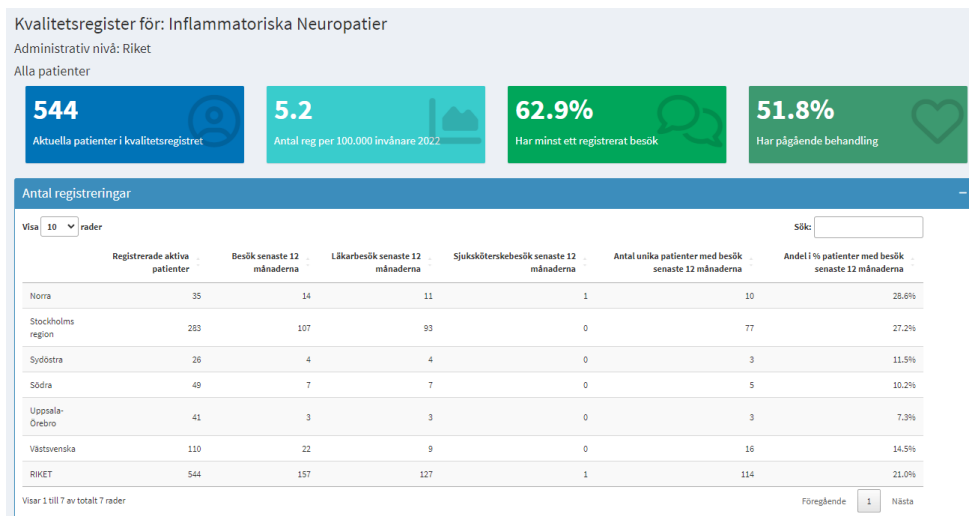 Kvalitetsregister för: Inflammatoriska Neuropatier
Administrativ nivå: Riket
Alla patienter
544
Aktuella patienter i kvalitetsregistret
5.2
Antal reg per 100.000 invånare 2022
62.9%
Har minst ett registrerat besök
51.8%
Har pågående behandling
Antal registreringar
Visa 10 rader
Sök:
Registrerade aktiva patienter
Besök senaste 12 månaderna
Läkarbesök senaste 12 månaderna
Sjuksköterskebesök senaste 12 månaderna
Antal unika patienter med besök senaste 12 månaderna
Andel i % patienter med besök senaste 12 månaderna
Norra 35 14 11 1 10 28.6%
Stockholms region 283 107 93 0 77 27.2%
Sydöstra 26 4 4 0 3 11.5%
Södra 49 7 7 0 5 10.2%
Uppsala-Örebro 41 3 3 0 3 7.3%
Västsvenska 110 22 9 0 16 14.5%
RIKET 544 157 127 1 114 21.0%
Visar 1 till 7 av totalt 7 rader
Föregående 1 Nästa